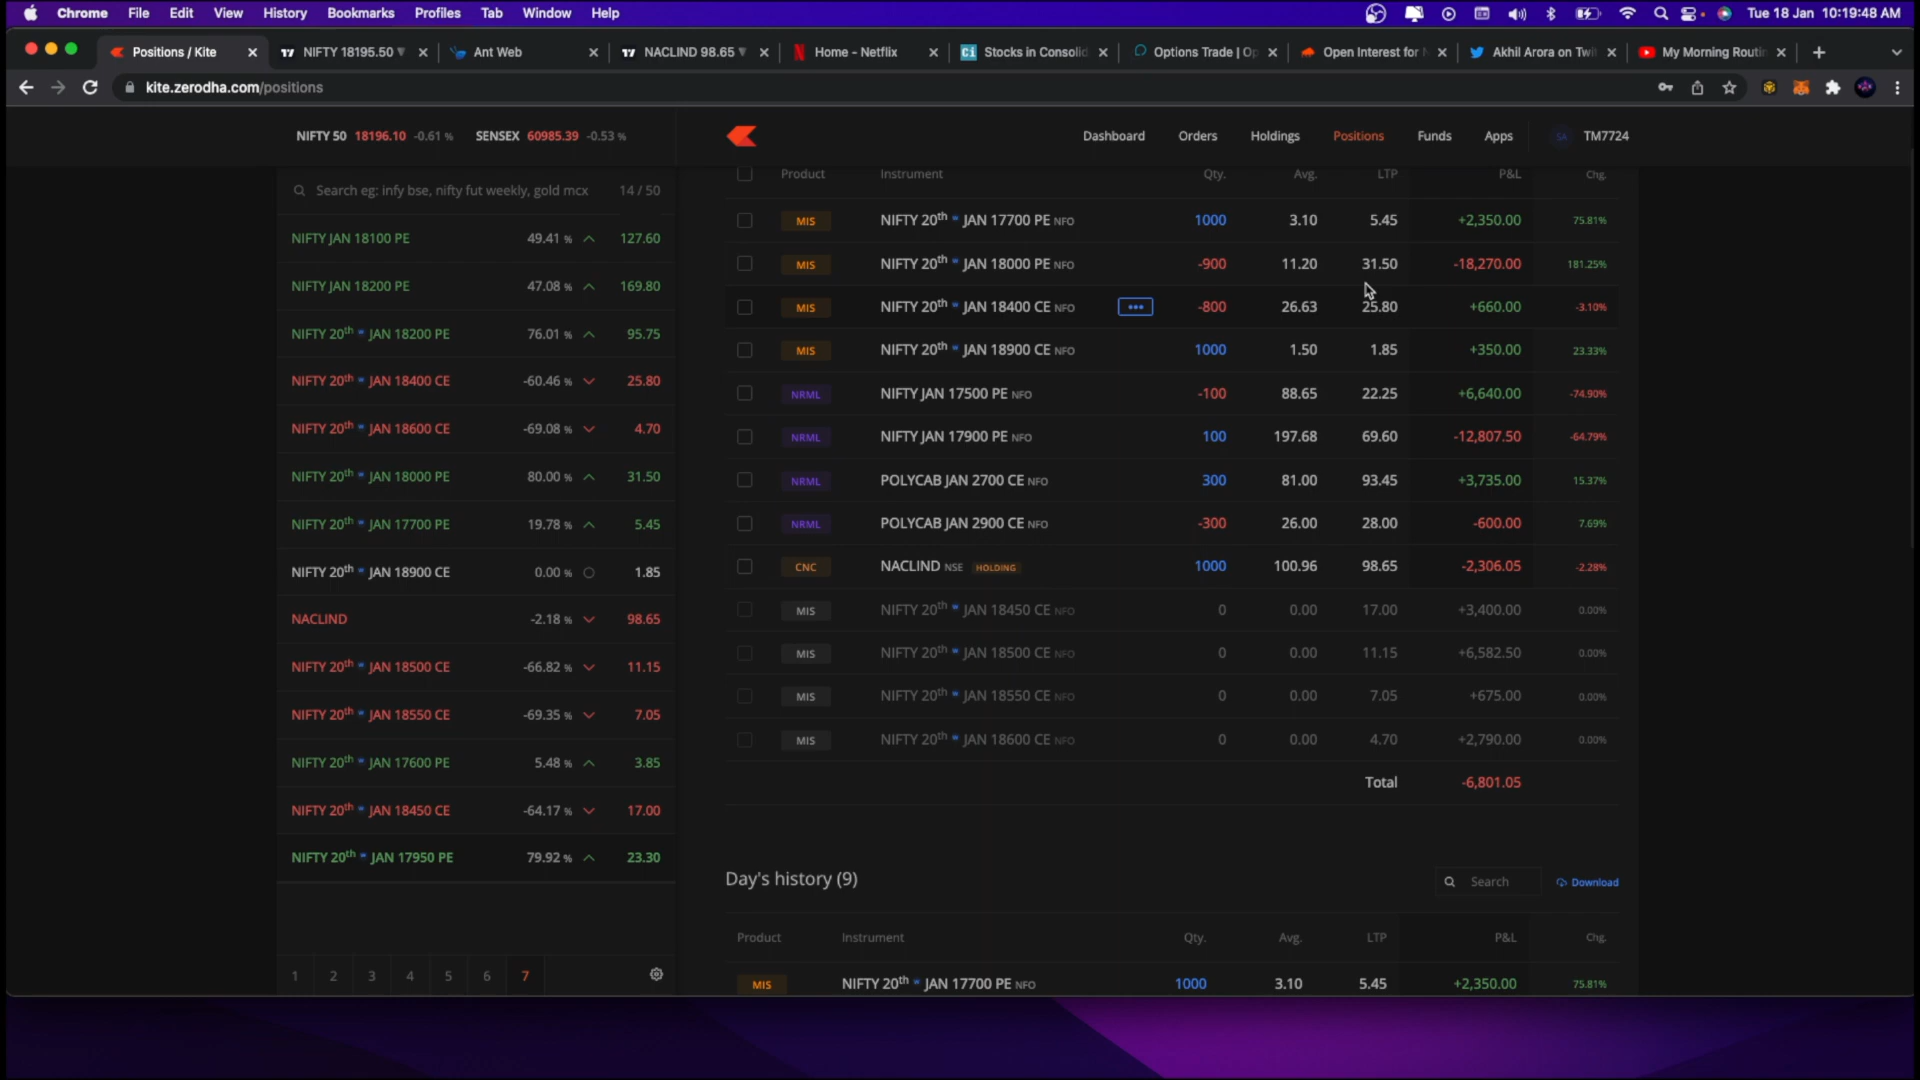 Chrome File Edit View History Bookmarks Profiles Tab Window Help Tue 18 Jan 10:19:48 AM
Positions / Kite NIFTY 18195.50 Ant Web NACLIND 98.65 Home – Netflix Stocks in Consolid Options Trade | Op Open Interest for Akhil Arora on Twi My Morning Routi
kite.zerodha.com/positions
NIFTY 50 18196.10 -0.61 % SENSEX 60985.39 -0.53 % Dashboard Orders Holdings Positions Funds Apps SA TM7724
Search eg: infy bse, nifty fut weekly, gold mcx 14 / 50
NIFTY JAN 18100 PE 49.41 % 127.60
NIFTY JAN 18200 PE 47.08 % 169.80
NIFTY 20th w JAN 18200 PE 76.01 % 95.75
NIFTY 20th w JAN 18400 CE -60.46 % 25.80
NIFTY 20th w JAN 18600 CE -69.08 % 4.70
NIFTY 20th w JAN 18000 PE 80.00 % 31.50
NIFTY 20th w JAN 17700 PE 19.78 % 5.45
NIFTY 20th w JAN 18900 CE 0.00 % 1.85
NACLIND -2.18 % 98.65
NIFTY 20th w JAN 18500 CE -66.82 % 11.15
NIFTY 20th w JAN 18550 CE -69.35 % 7.05
NIFTY 20th w JAN 17600 PE 5.48 % 3.85
NIFTY 20th w JAN 18450 CE -64.17 % 17.00
NIFTY 20th w JAN 17950 PE 79.92 % 23.30
1 2 3 4 5 6 7
Product Instrument Qty. Avg. LTP P&L Chg.
MIS NIFTY 20th w JAN 17700 PE NFO 1000 3.10 5.45 +2,350.00 75.81%
MIS NIFTY 20th w JAN 18000 PE NFO -900 11.20 31.50 -18,270.00 181.25%
MIS NIFTY 20th w JAN 18400 CE NFO ••• -800 26.63 25.80 +660.00 -3.10%
MIS NIFTY 20th w JAN 18900 CE NFO 1000 1.50 1.85 +350.00 23.33%
NRML NIFTY JAN 17500 PE NFO -100 88.65 22.25 +6,640.00 -74.90%
NRML NIFTY JAN 17900 PE NFO 100 197.68 69.60 -12,807.50 -64.79%
NRML POLYCAB JAN 2700 CE NFO 300 81.00 93.45 +3,735.00 15.37%
NRML POLYCAB JAN 2900 CE NFO -300 26.00 28.00 -600.00 7.69%
CNC NACLIND NSE HOLDING 1000 100.96 98.65 -2,306.05 -2.28%
MIS NIFTY 20th w JAN 18450 CE NFO 0 0.00 17.00 +3,400.00 0.00%
MIS NIFTY 20th w JAN 18500 CE NFO 0 0.00 11.15 +6,582.50 0.00%
MIS NIFTY 20th w JAN 18550 CE NFO 0 0.00 7.05 +675.00 0.00%
MIS NIFTY 20th w JAN 18600 CE NFO 0 0.00 4.70 +2,790.00 0.00%
Total -6,801.05
Day's history (9) Search Download
Product Instrument Qty. Avg. LTP P&L Chg.
MIS NIFTY 20th w JAN 17700 PE NFO 1000 3.10 5.45 +2,350.00 75.81%